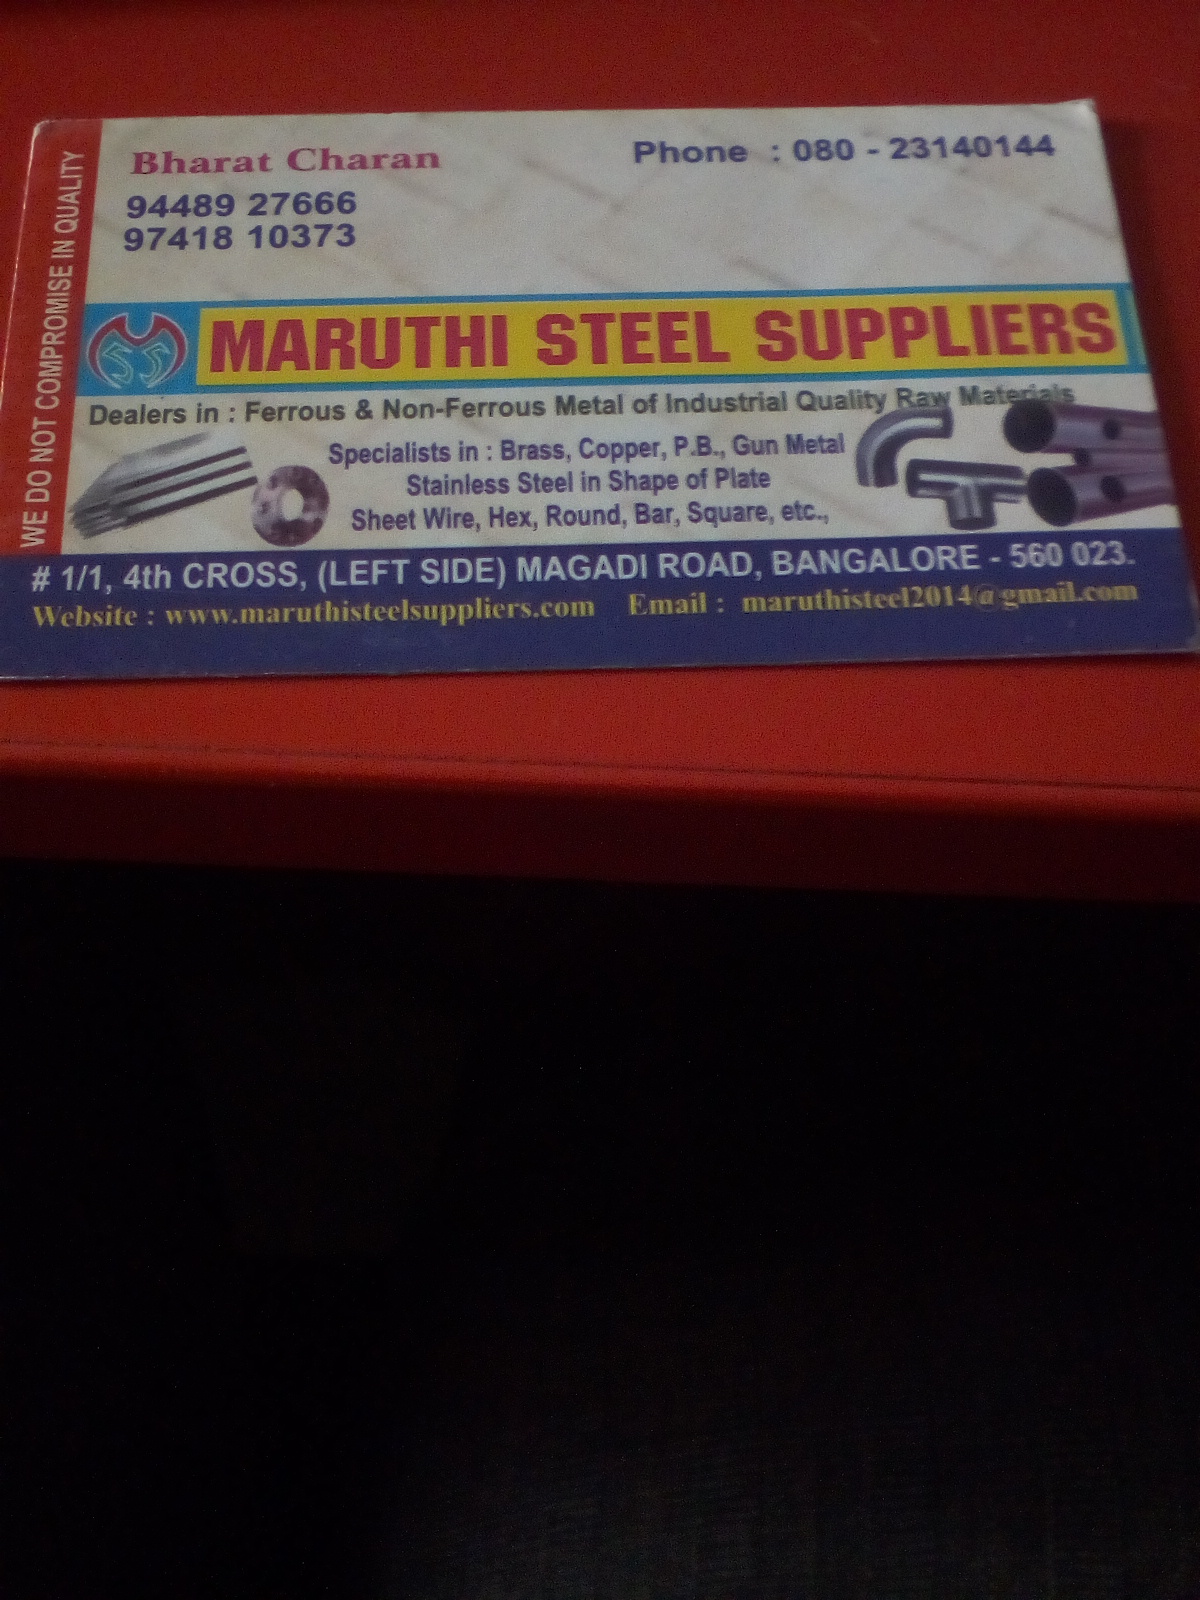 WE DO NOT COMPROMISE IN QUALITY
Bharat Charan
94489 27666
97418 10373
Phone : 080 - 23140144
MARUTHI STEEL SUPPLIERS
Dealers in : Ferrous & Non-Ferrous Metal of Industrial Quality Raw Materials
Specialists in : Brass, Copper, P.B., Gun Metal
Stainless Steel in Shape of Plate
Sheet Wire, Hex, Round, Bar, Square, etc.,
# 1/1, 4th CROSS, (LEFT SIDE) MAGADI ROAD, BANGALORE - 560 023.
Website : www.maruthisteelsuppliers.com Email : maruthisteel2014@gmail.com